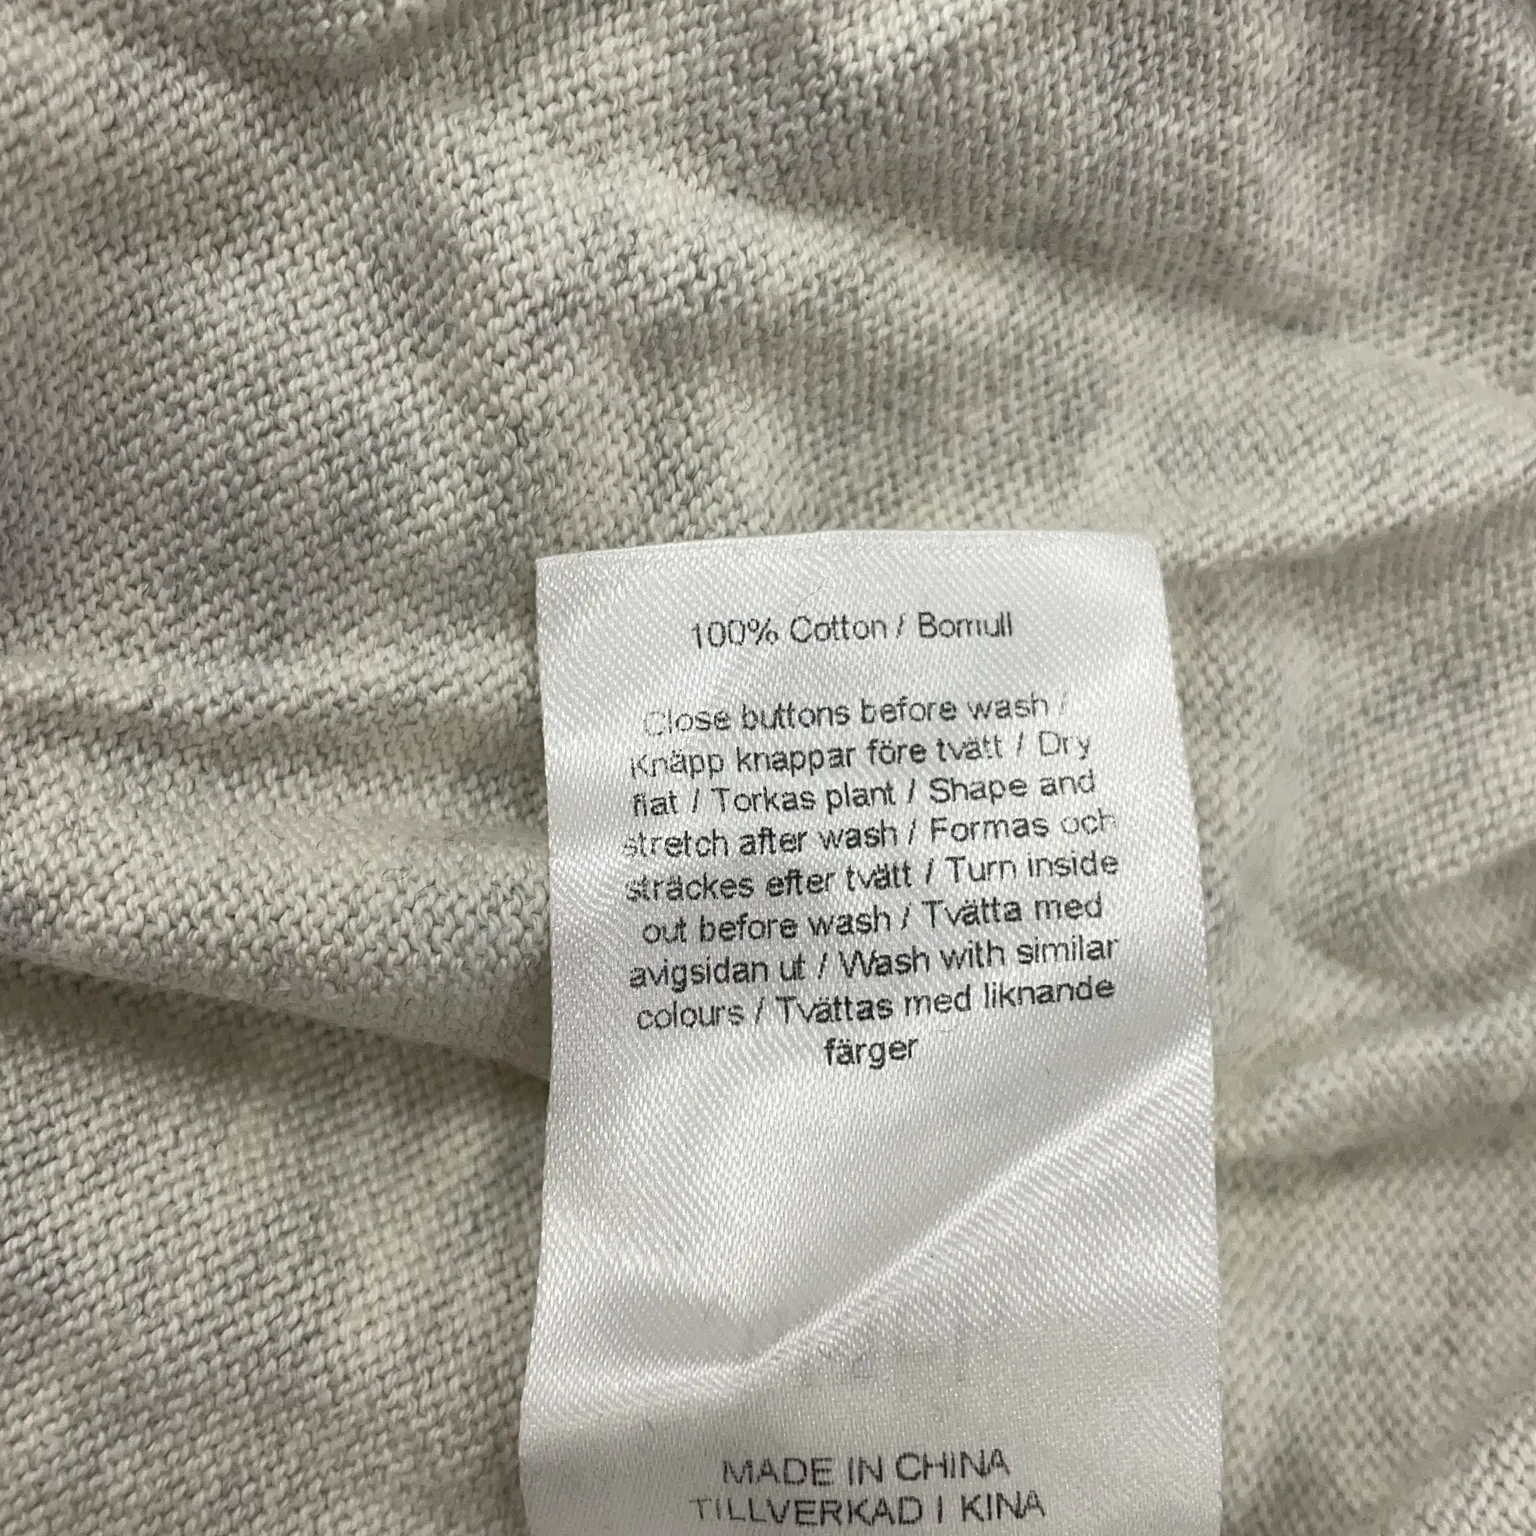 100% Cotton / Bomull
Close buttons before wash /
Knäpp knappar före tvätt / Dry
flat / Torkas plant / Shape and
stretch after wash / Formas och
sträckes efter tvätt / Turn inside
out before wash / Tvätta med
avigsidan ut / Wash with similar
colours / Tvättas med liknande
färger
MADE IN CHINA
TILLVERKAD I KINA